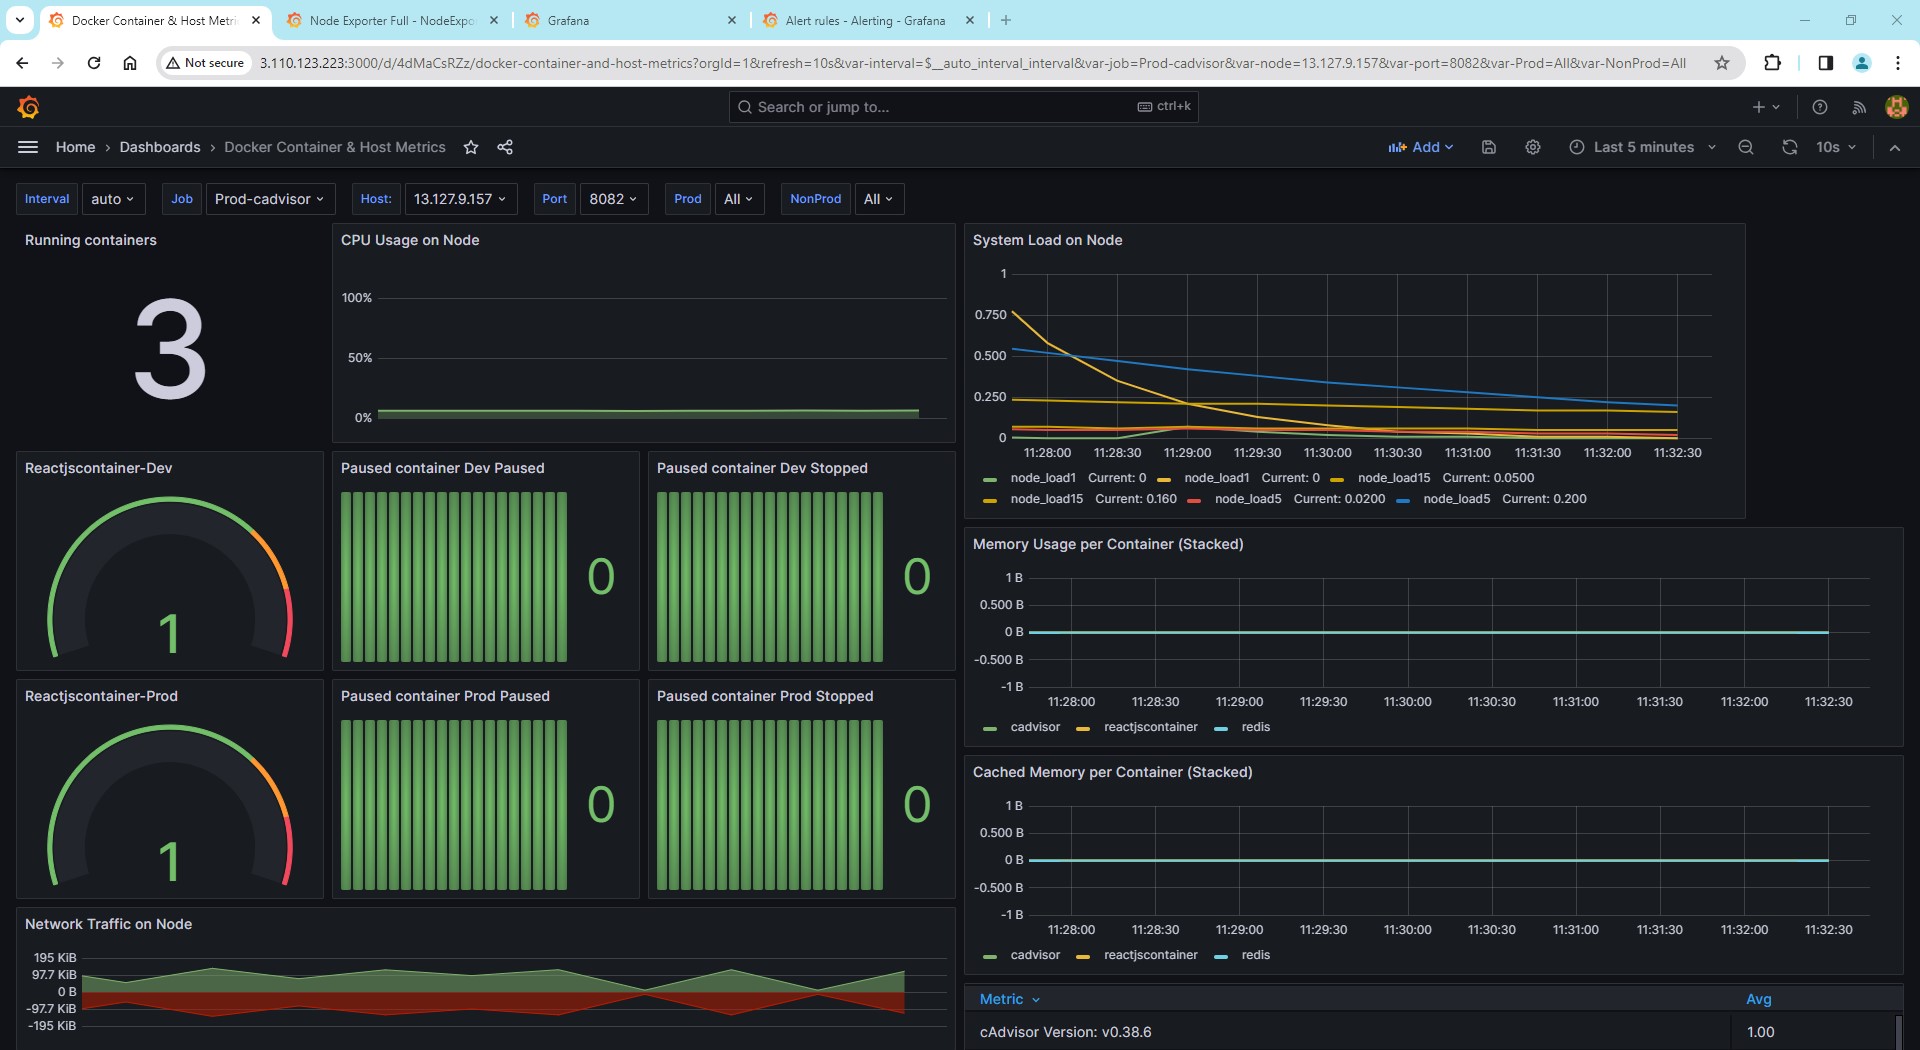 Docker Container & Host Metri
Node Exporter Full - NodeExpo
Grafana
Alert rules - Alerting - Grafana
Not secure
3.110.123.223:3000/d/4dMaCsRZz/docker-container-and-host-metrics?orgId=1&refresh=10s&var-interval=$__auto_interval_interval&var-job=Prod-cadvisor&var-node=13.127.9.157&var-port=8082&var-Prod=All&var-NonProd=All
Search or jump to... ctrl+k
Home › Dashboards › Docker Container & Host Metrics
Add Last 5 minutes 10s
Interval auto Job Prod-cadvisor Host: 13.127.9.157 Port 8082 Prod All NonProd All
Running containers
3
CPU Usage on Node
100%
50%
0%
System Load on Node
1
0.750
0.500
0.250
0
11:28:00 11:28:30 11:29:00 11:29:30 11:30:00 11:30:30 11:31:00 11:31:30 11:32:00 11:32:30
node_load1 Current: 0 node_load1 Current: 0 node_load15 Current: 0.0500
node_load15 Current: 0.160 node_load5 Current: 0.0200 node_load5 Current: 0.200
Reactjscontainer-Dev
1
Paused container Dev Paused
0
Paused container Dev Stopped
0
Memory Usage per Container (Stacked)
1 B
0.500 B
0 B
-0.500 B
-1 B
11:28:00 11:28:30 11:29:00 11:29:30 11:30:00 11:30:30 11:31:00 11:31:30 11:32:00 11:32:30
cadvisor reactjscontainer redis
Reactjscontainer-Prod
1
Paused container Prod Paused
0
Paused container Prod Stopped
0
Cached Memory per Container (Stacked)
1 B
0.500 B
0 B
-0.500 B
-1 B
11:28:00 11:28:30 11:29:00 11:29:30 11:30:00 11:30:30 11:31:00 11:31:30 11:32:00 11:32:30
cadvisor reactjscontainer redis
Network Traffic on Node
195 KiB
97.7 KiB
0 B
-97.7 KiB
-195 KiB
Metric Avg
cAdvisor Version: v0.38.6 1.00